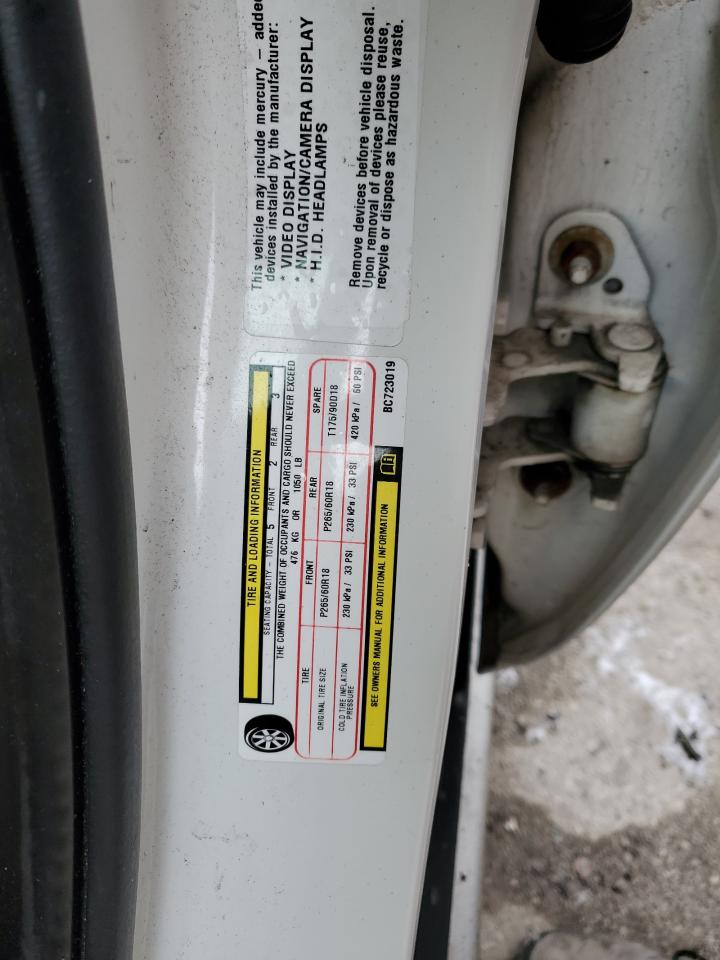 This vehicle may include mercury – added
devices installed by the manufacturer:
* VIDEO DISPLAY
* NAVIGATION/CAMERA DISPLAY
* H.I.D. HEADLAMPS
Remove devices before vehicle disposal.
Upon removal of devices please reuse,
recycle or dispose as hazardous waste.
TIRE AND LOADING INFORMATION
SEATING CAPACITY – TOTAL 5 FRONT 2 REAR 3
THE COMBINED WEIGHT OF OCCUPANTS AND CARGO SHOULD NEVER EXCEED
476 KG OR 1050 LB
TIRE FRONT REAR SPARE
ORIGINAL TIRE SIZE P265/60R18 P265/60R18 T175/90D18
COLD TIRE INFLATION
PRESSURE 230 kPa / 33 PSI 230 kPa / 33 PSI 420 kPa / 60 PSI
SEE OWNERS MANUAL FOR ADDITIONAL INFORMATION
BC723019